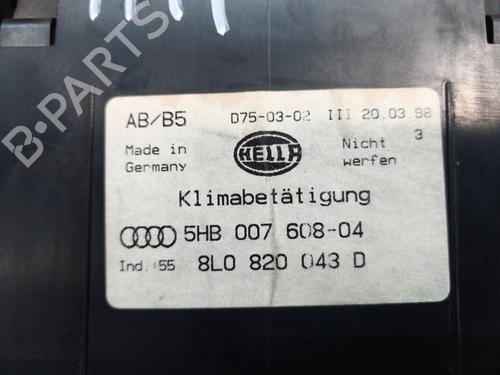 AB/B5 D75-03-02 III 20.03.98
Made in Germany
HELLA
Nicht 3
werfen
Klimabetätigung
5HB 007 608-04
Ind.:55 8L0 820 043 D